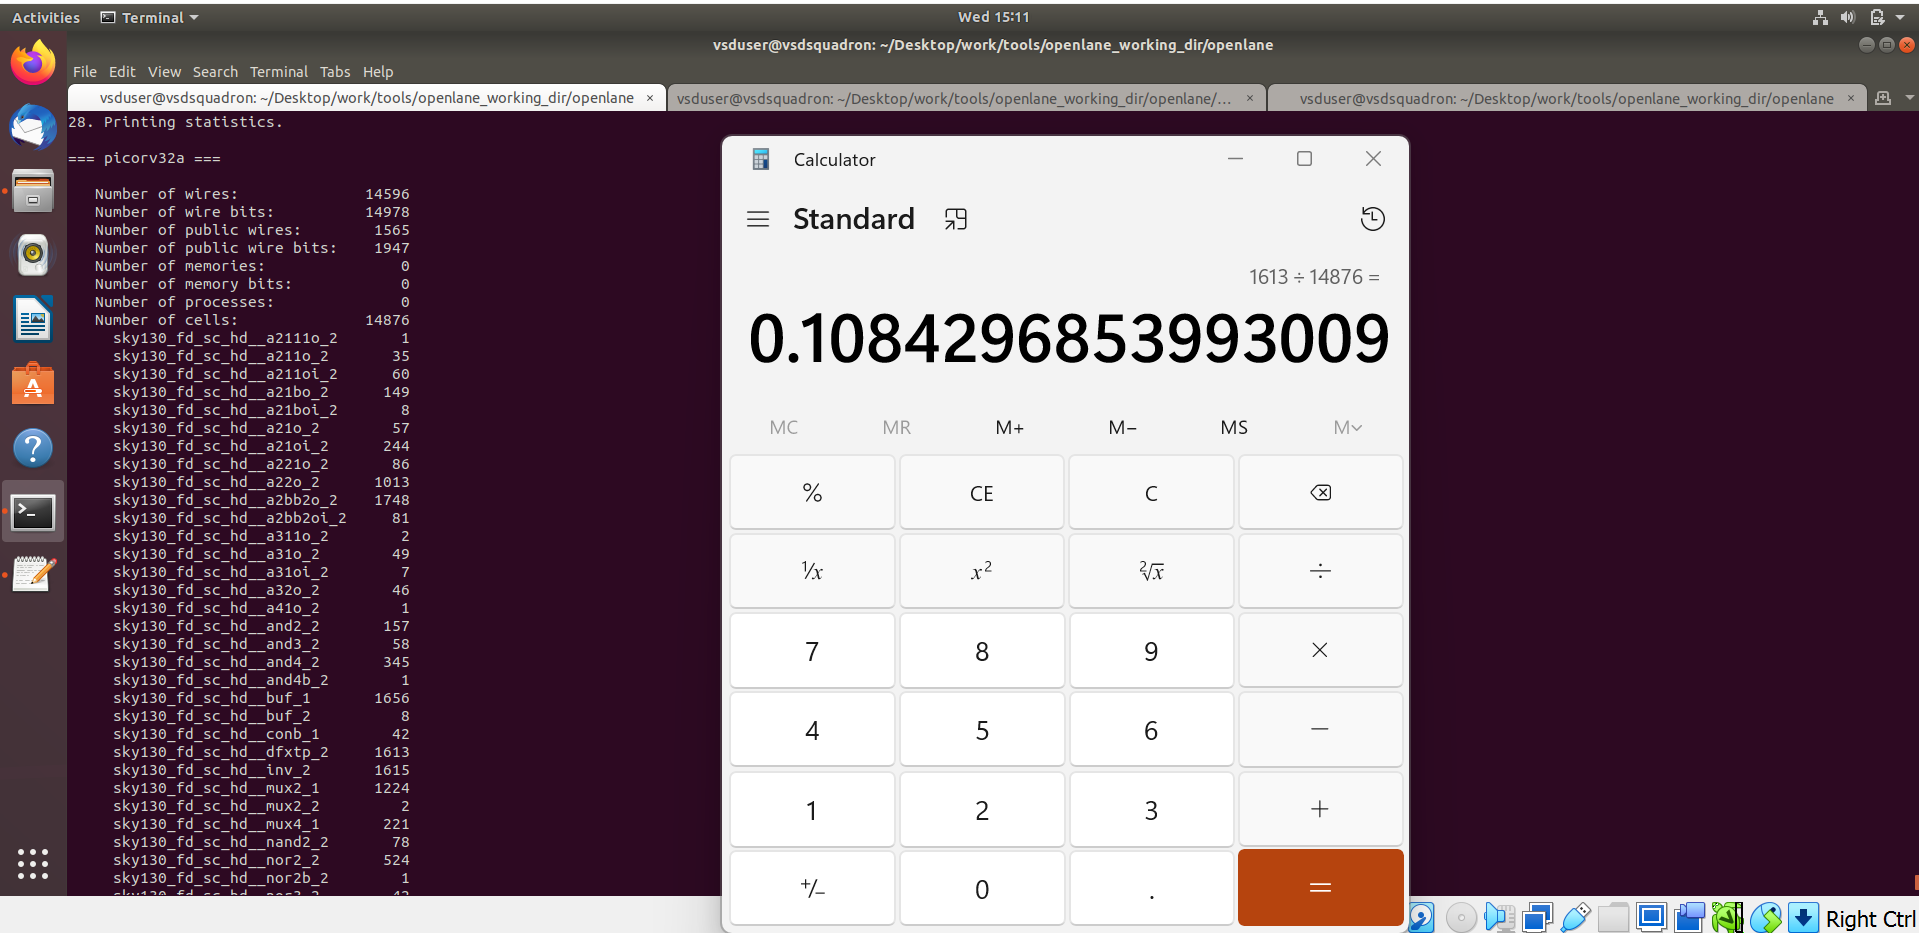 Activities Terminal Wed 15:11
vsduser@vsdsquadron: ~/Desktop/work/tools/openlane_working_dir/openlane
File Edit View Search Terminal Tabs Help
vsduser@vsdsquadron: ~/Desktop/work/tools/openlane_working_dir/openlane × vsduser@vsdsquadron: ~/Desktop/work/tools/openlane_working_dir/openlane/... × vsduser@vsdsquadron: ~/Desktop/work/tools/openlane_working_dir/openlane ×
28. Printing statistics.
=== picorv32a ===
Number of wires: 14596
Number of wire bits: 14978
Number of public wires: 1565
Number of public wire bits: 1947
Number of memories: 0
Number of memory bits: 0
Number of processes: 0
Number of cells: 14876
sky130_fd_sc_hd__a2111o_2 1
sky130_fd_sc_hd__a211o_2 35
sky130_fd_sc_hd__a211oi_2 60
sky130_fd_sc_hd__a21bo_2 149
sky130_fd_sc_hd__a21boi_2 8
sky130_fd_sc_hd__a21o_2 57
sky130_fd_sc_hd__a21oi_2 244
sky130_fd_sc_hd__a221o_2 86
sky130_fd_sc_hd__a22o_2 1013
sky130_fd_sc_hd__a2bb2o_2 1748
sky130_fd_sc_hd__a2bb2oi_2 81
sky130_fd_sc_hd__a311o_2 2
sky130_fd_sc_hd__a31o_2 49
sky130_fd_sc_hd__a31oi_2 7
sky130_fd_sc_hd__a32o_2 46
sky130_fd_sc_hd__a41o_2 1
sky130_fd_sc_hd__and2_2 157
sky130_fd_sc_hd__and3_2 58
sky130_fd_sc_hd__and4_2 345
sky130_fd_sc_hd__and4b_2 1
sky130_fd_sc_hd__buf_1 1656
sky130_fd_sc_hd__buf_2 8
sky130_fd_sc_hd__conb_1 42
sky130_fd_sc_hd__dfxtp_2 1613
sky130_fd_sc_hd__inv_2 1615
sky130_fd_sc_hd__mux2_1 1224
sky130_fd_sc_hd__mux2_2 2
sky130_fd_sc_hd__mux4_1 221
sky130_fd_sc_hd__nand2_2 78
sky130_fd_sc_hd__nor2_2 524
sky130_fd_sc_hd__nor2b_2 1
Calculator
Standard
1613 ÷ 14876 =
0.1084296853993009
MC MR M+ M− MS M
% CE C
¹⁄x x² ²√x ÷
7 8 9 ×
4 5 6 −
1 2 3 +
+/− 0 . =
Right Ctrl